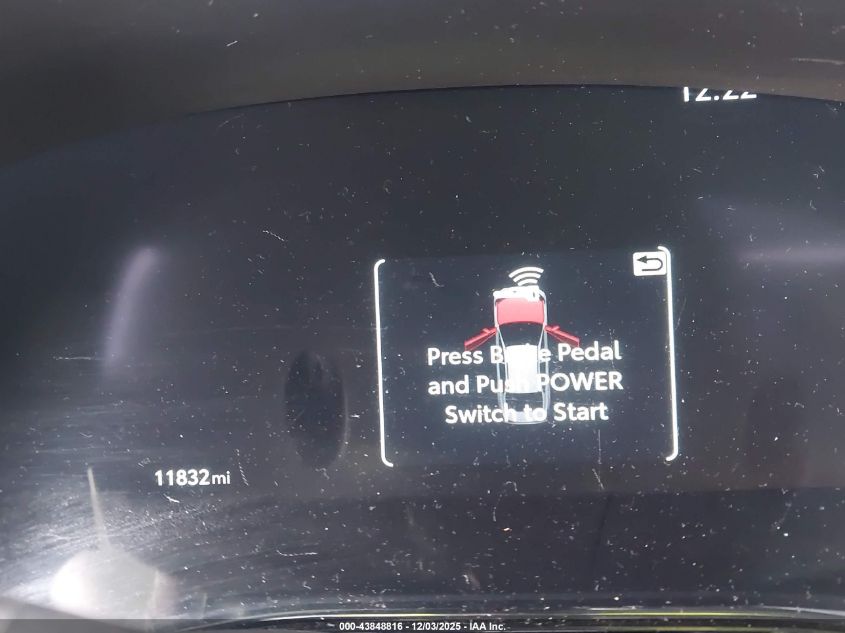 12:22
Press Brake Pedal
and Push POWER
Switch to Start
11832mi
000-43848816 - 12/03/2025 - IAA Inc.